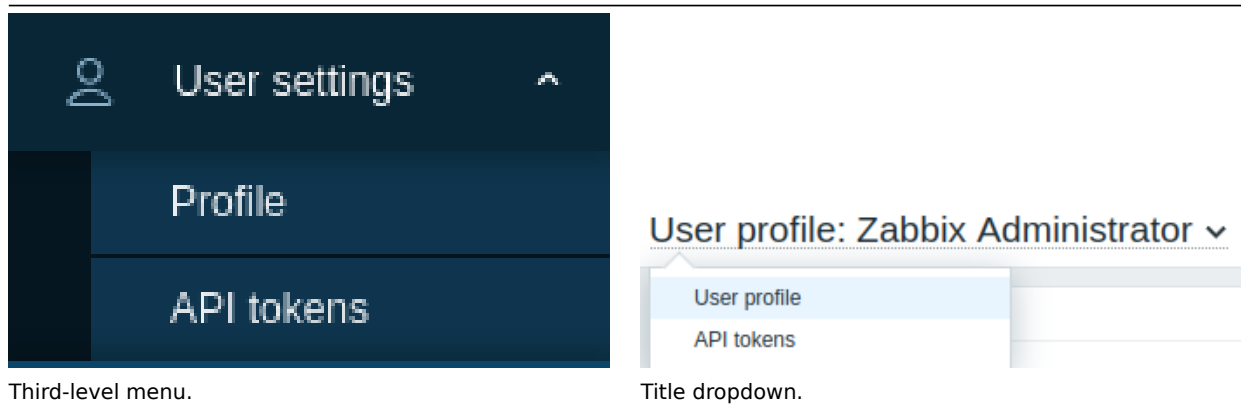 User settings
Profile
API tokens
Third-level menu.
User profile: Zabbix Administrator
User profile
API tokens
Title dropdown.